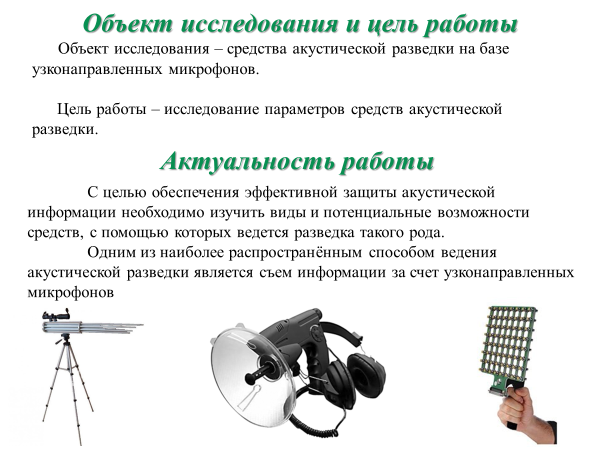 Объект исследования и цель работы
Объект исследования – средства акустической разведки на базе
узконаправленных микрофонов.
Цель работы – исследование параметров средств акустической
разведки.
Актуальность работы
С целью обеспечения эффективной защиты акустической
информации необходимо изучить виды и потенциальные возможности
средств, с помощью которых ведется разведка такого рода.
Одним из наиболее распространённым способом ведения
акустической разведки является съем информации за счет узконаправленных
микрофонов